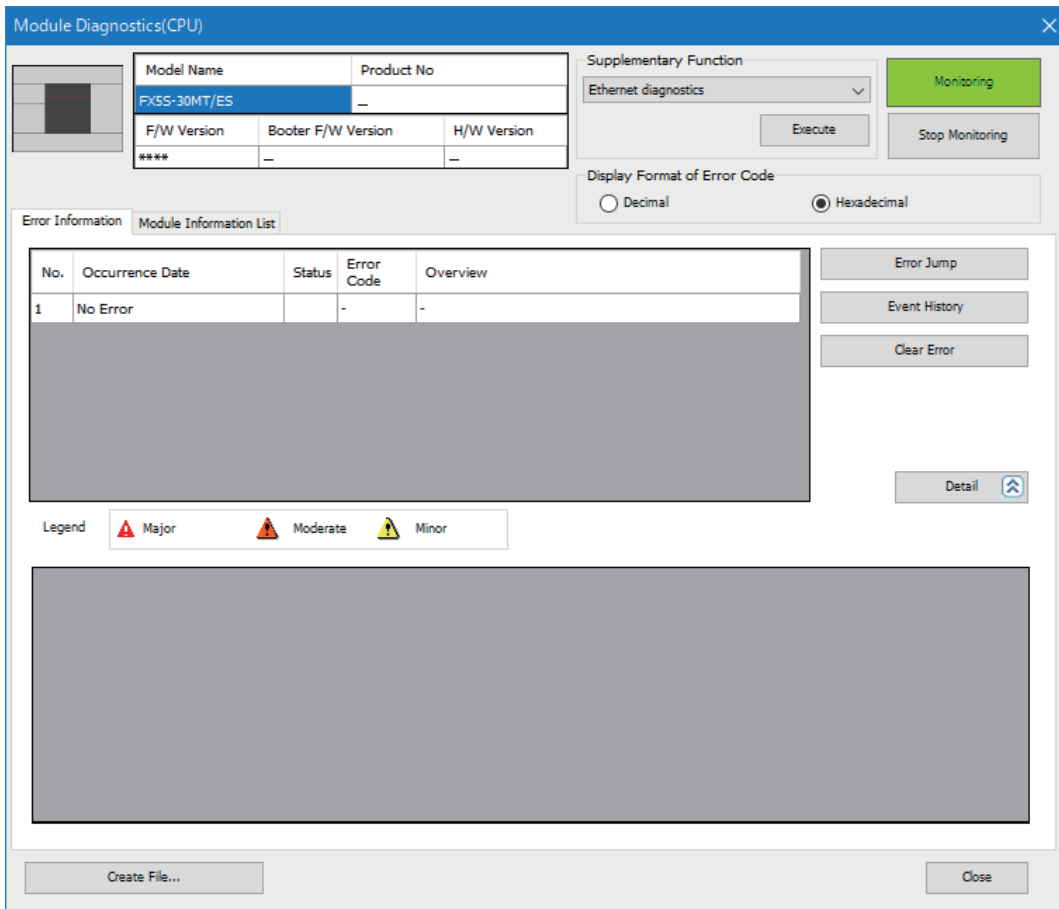 Module Diagnostics(CPU)
Model Name Product No
FX5S-30MT/ES –
F/W Version Booter F/W Version H/W Version
**** – –
Supplementary Function
Ethernet diagnostics
Execute
Monitoring
Stop Monitoring
Display Format of Error Code
Decimal Hexadecimal
Error Information Module Information List
No. Occurrence Date Status Error Code Overview
1 No Error - -
Error Jump
Event History
Clear Error
Detail
Legend Major Moderate Minor
Create File... Close